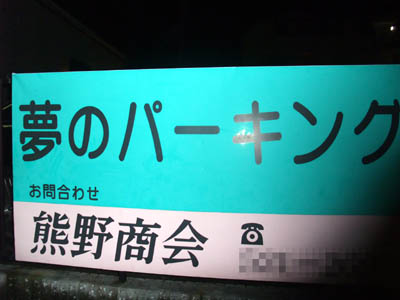 夢のパーキング
お問合わせ
熊野商会 ☎